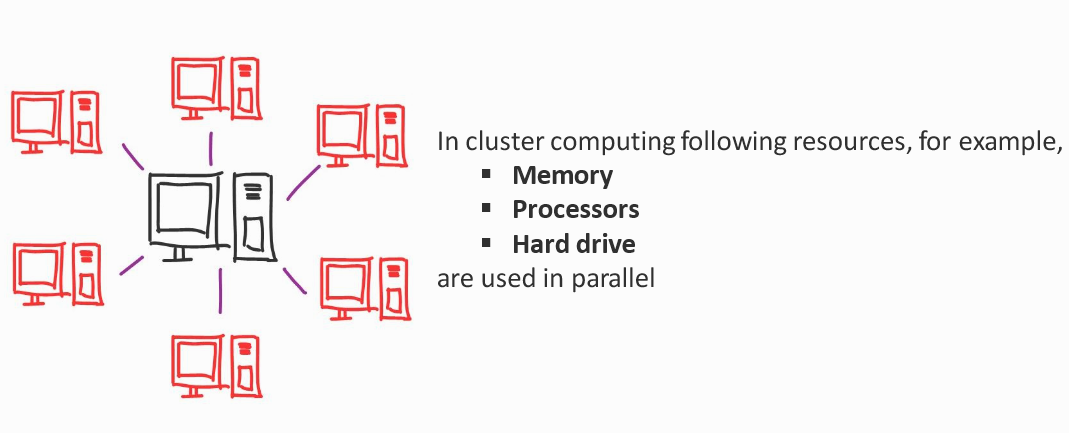 In cluster computing following resources, for example,
▪ Memory
▪ Processors
▪ Hard drive
are used in parallel